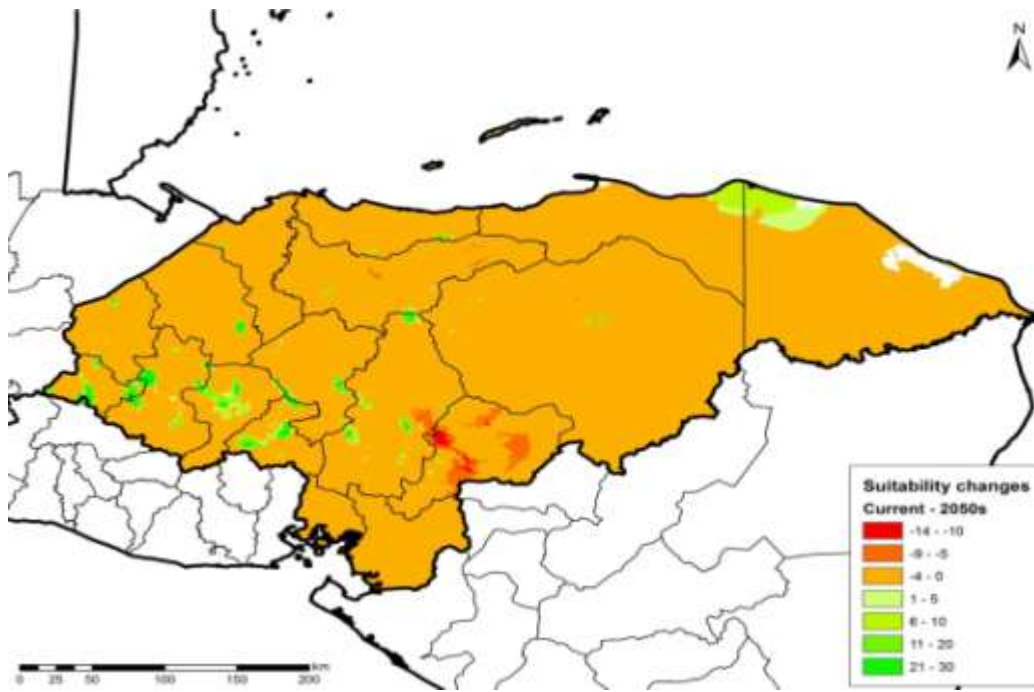 N
Suitability changes
Current - 2050s
-14 - -10
-9 - -5
-4 - 0
1 - 5
6 - 10
11 - 20
21 - 30
km
0 25 50 100 150 200